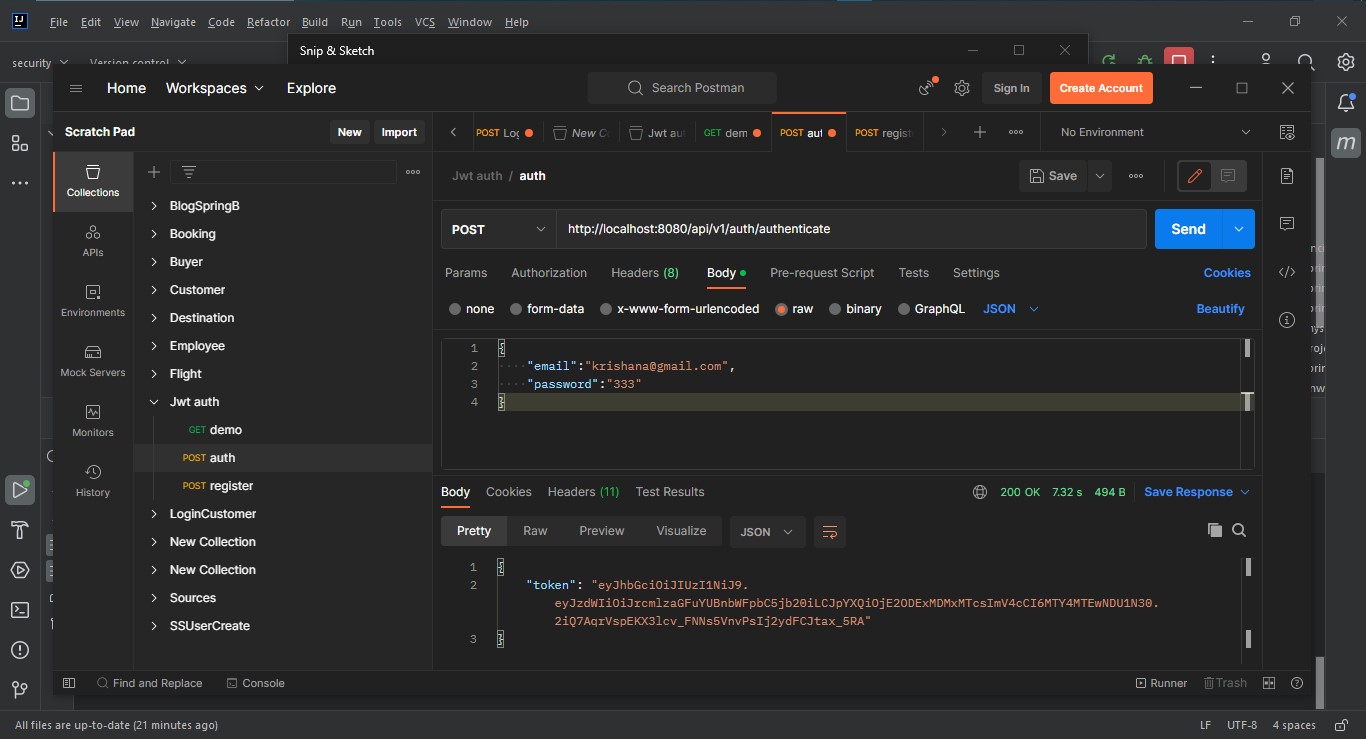 File Edit View Navigate Code Refactor Build Run Tools VCS Window Help
Snip & Sketch
security Version control
Home Workspaces Explore Search Postman Sign In Create Account
Scratch Pad New Import
POST New GET POST POST No Environment
Jwt auth / auth Save
Collections
APIs
Environments
Mock Servers
Monitors
History
BlogSpringB
Booking
Buyer
Customer
Destination
Employee
Flight
Jwt auth
GET demo
POST auth
POST register
LoginCustomer
New Collection
New Collection
Sources
SSUserCreate
POST http://localhost:8080/api/v1/auth/authenticate Send
Params Authorization Headers (8) Body Pre-request Script Tests Settings Cookies
none form-data x-www-form-urlencoded raw binary GraphQL JSON Beautify
1 {
2 "email":"krishana@gmail.com",
3 "password":"333"
4 }
Body Cookies Headers (11) Test Results 200 OK 7.32 s 494 B Save Response
Pretty Raw Preview Visualize JSON
1 {
2 "token": "eyJhbGciOiJIUzI1NiJ9.
eyJzdWIiOiJrcmlzaGFuYUBnbWFpbC5jb20iLCJpYXQiOjE2ODExMDMxMTcsImV4cCI6MTY4MTEwNDU1N30.
2iQ7AqrVspEKX3lcv_FNNs5VnvPsIj2ydFCJtax_5RA"
3 }
Find and Replace Console Runner Trash
All files are up-to-date (21 minutes ago) LF UTF-8 4 spaces